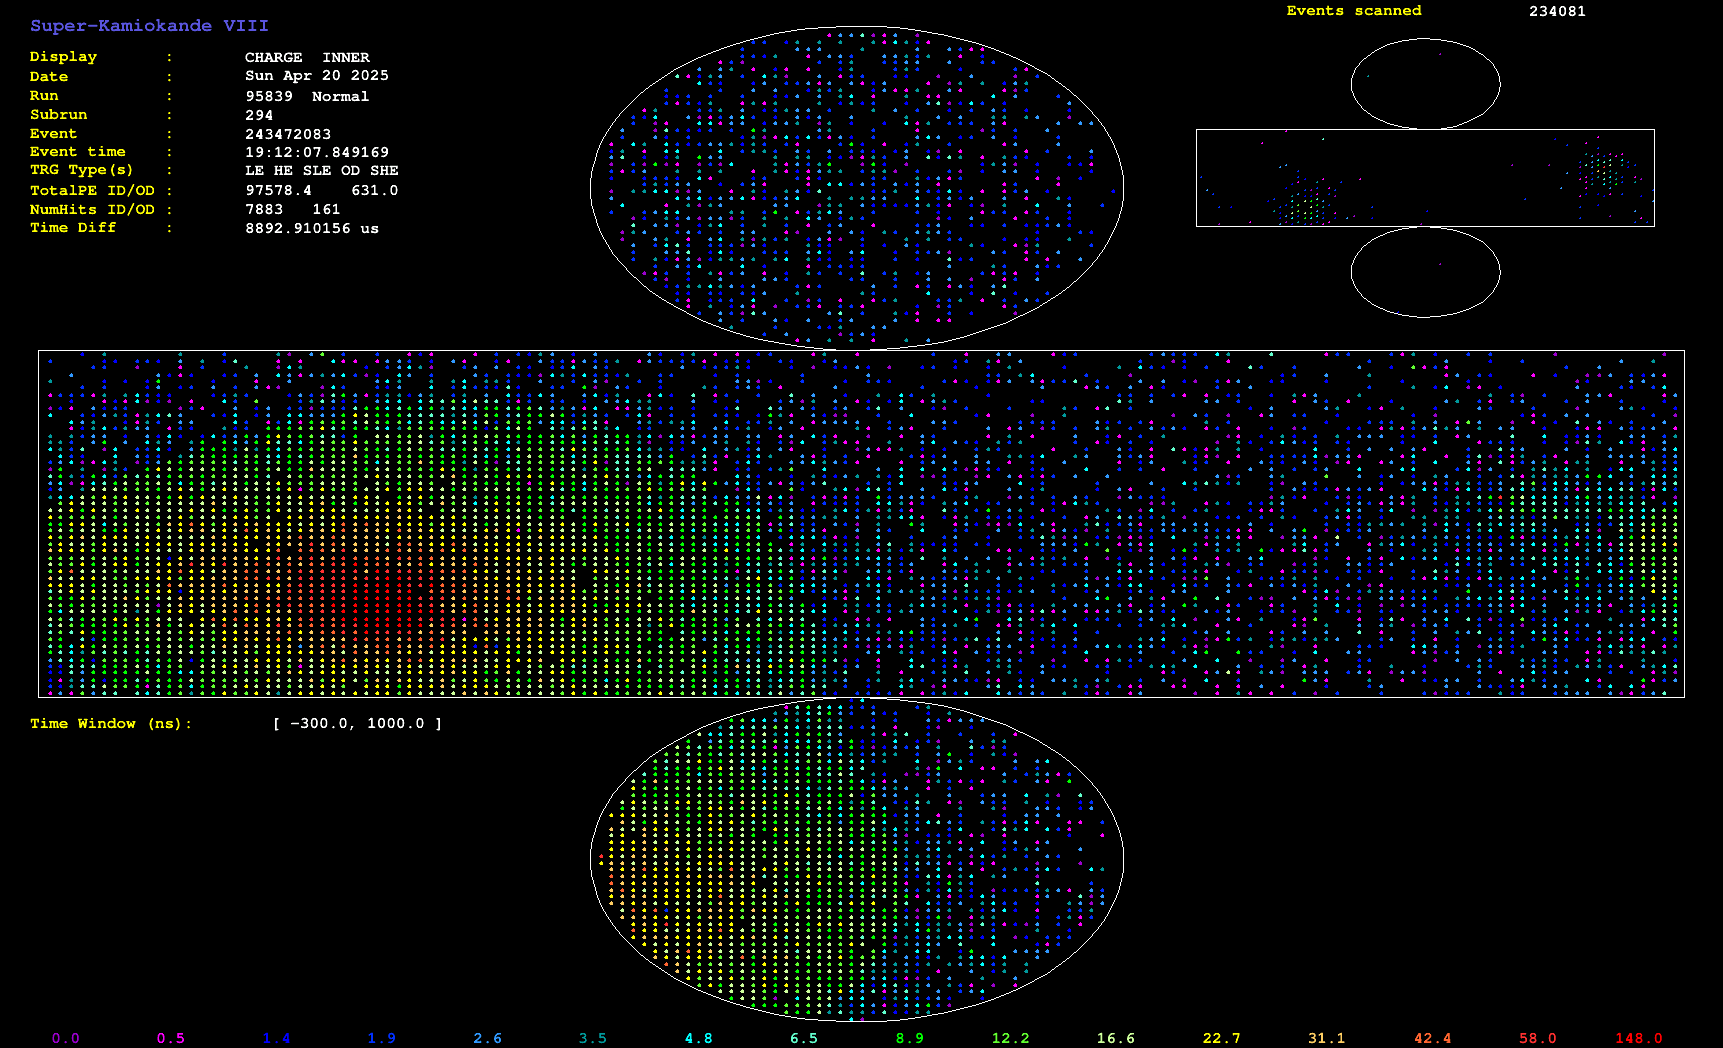 Super-Kamiokande VIII
Display : CHARGE INNER
Date : Sun Apr 20 2025
Run : 95839 Normal
Subrun : 294
Event : 243472083
Event time : 19:12:07.849169
TRG Type(s) : LE HE SLE OD SHE
TotalPE ID/OD : 97578.4 631.0
NumHits ID/OD : 7883 161
Time Diff : 8892.910156 us
Events scanned 234081
Time Window (ns): [ -300.0, 1000.0 ]
0.0 0.5 1.4 1.9 2.6 3.5 4.8 6.5 8.9 12.2 16.6 22.7 31.1 42.4 58.0 148.0